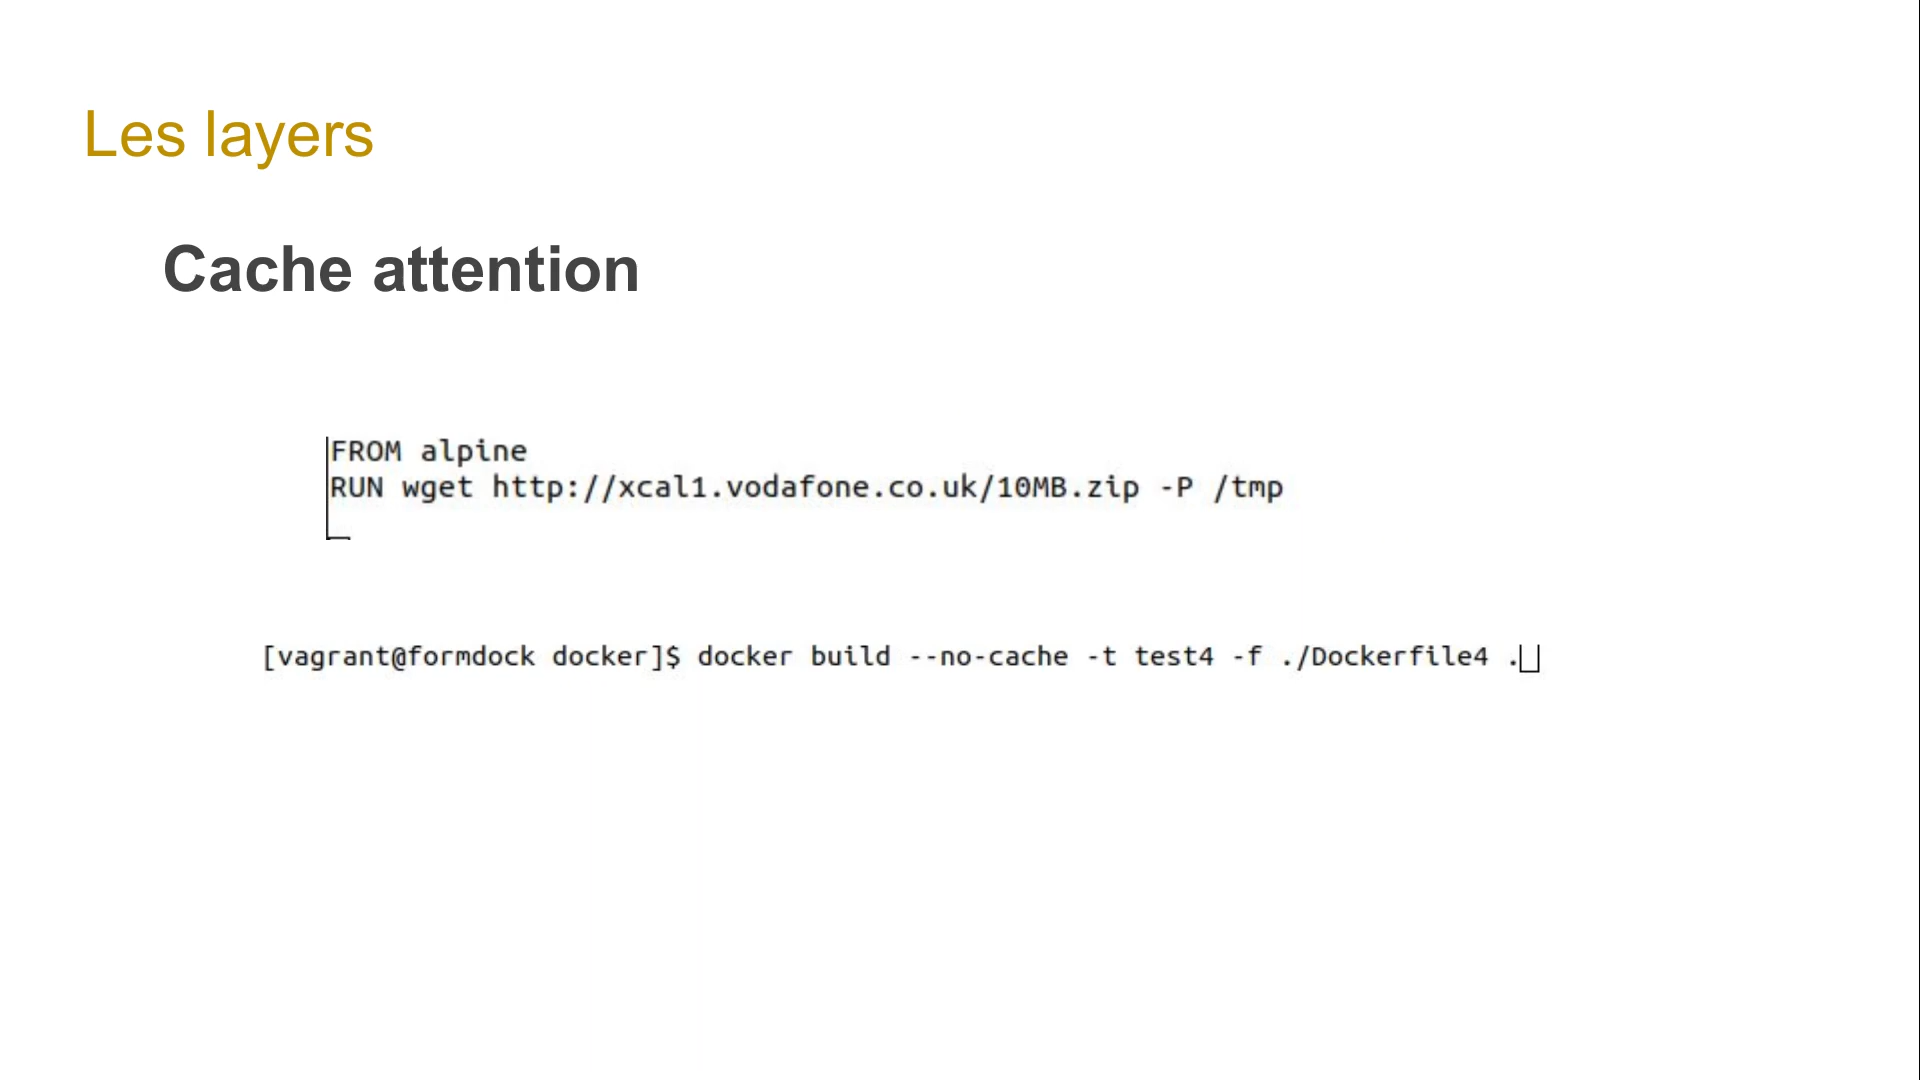 Les layers
Cache attention
FROM alpine
RUN wget http://xcal1.vodafone.co.uk/10MB.zip -P /tmp
[vagrant@formdock docker]$ docker build --no-cache -t test4 -f ./Dockerfile4 .